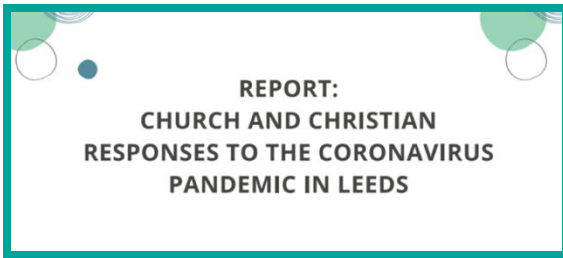 REPORT:
CHURCH AND CHRISTIAN
RESPONSES TO THE CORONAVIRUS
PANDEMIC IN LEEDS